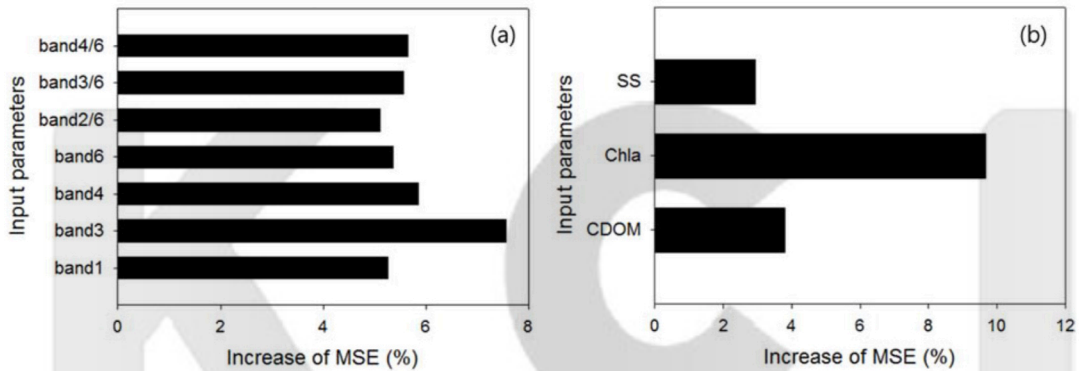 (a)
Input parameters
band4/6
band3/6
band2/6
band6
band4
band3
band1
0 2 4 6 8
Increase of MSE (%)
(b)
Input parameters
SS
Chla
CDOM
0 2 4 6 8 10 12
Increase of MSE (%)
KCI